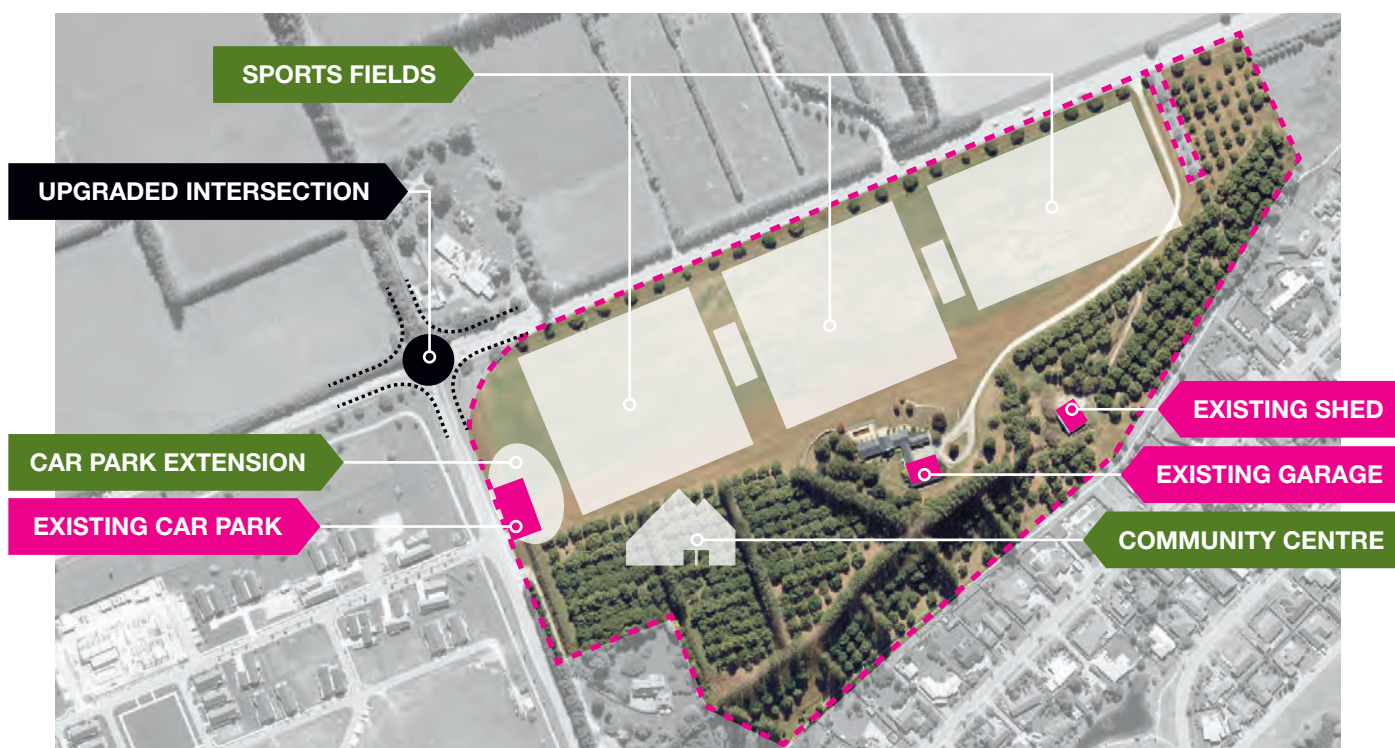 SPORTS FIELDS
UPGRADED INTERSECTION
CAR PARK EXTENSION
EXISTING CAR PARK
EXISTING SHED
EXISTING GARAGE
COMMUNITY CENTRE